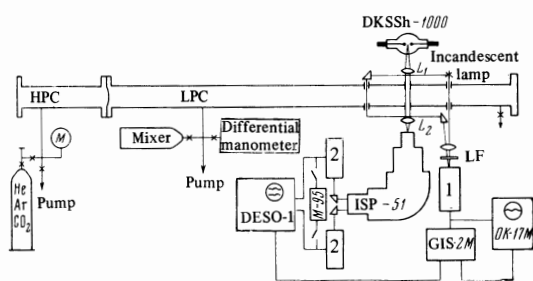 DKSSh-1000
Incandescent
lamp
L1
HPC
LPC
L2
M
Mixer
Differential
manometer
LF
He
Ar
CO2
Pump
Pump
2
DESO-1
M-95
ISP-51
1
2
GIS-2M
OK-17M